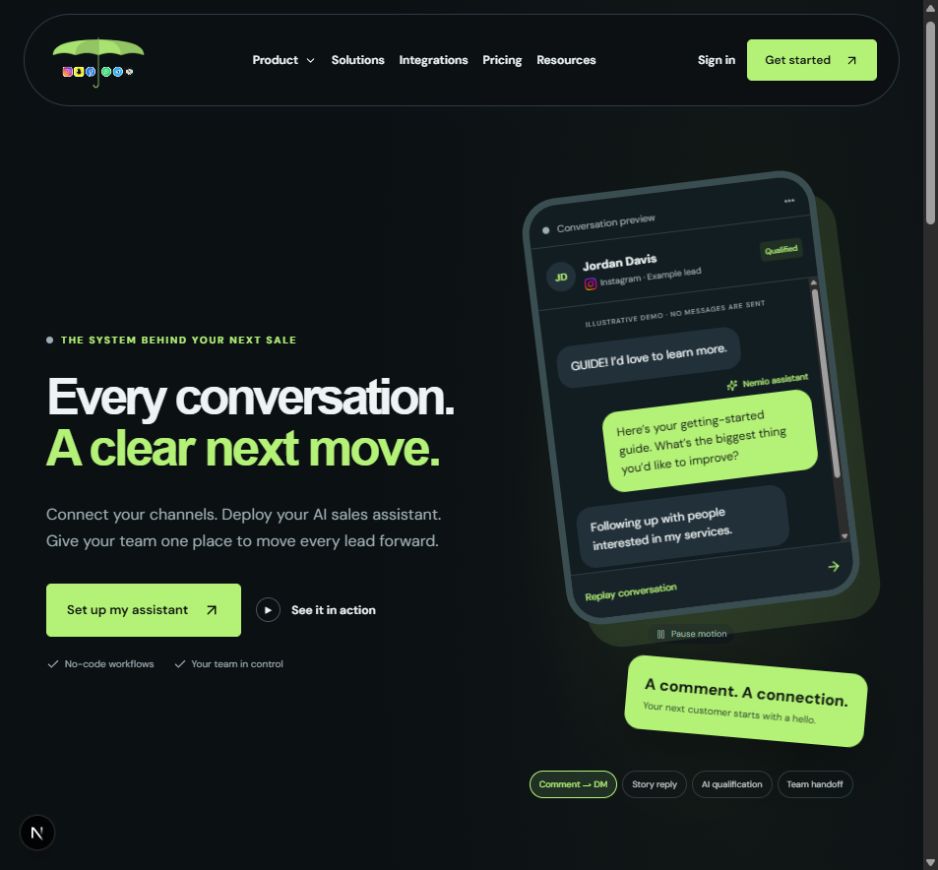 Product
Solutions
Integrations
Pricing
Resources
Sign in
Get started
THE SYSTEM BEHIND YOUR NEXT SALE
Every conversation.
A clear next move.
Connect your channels. Deploy your AI sales assistant.
Give your team one place to move every lead forward.
Set up my assistant
See it in action
No-code workflows
Your team in control
Conversation preview
JD
Jordan Davis
Instagram · Example lead
Qualified
ILLUSTRATIVE DEMO · NO MESSAGES ARE SENT
GUIDE! I'd love to learn more.
Nemio assistant
Here's your getting-started
guide. What's the biggest thing
you'd like to improve?
Following up with people
interested in my services.
Replay conversation
Pause motion
A comment. A connection.
Your next customer starts with a hello.
Comment → DM
Story reply
AI qualification
Team handoff
N